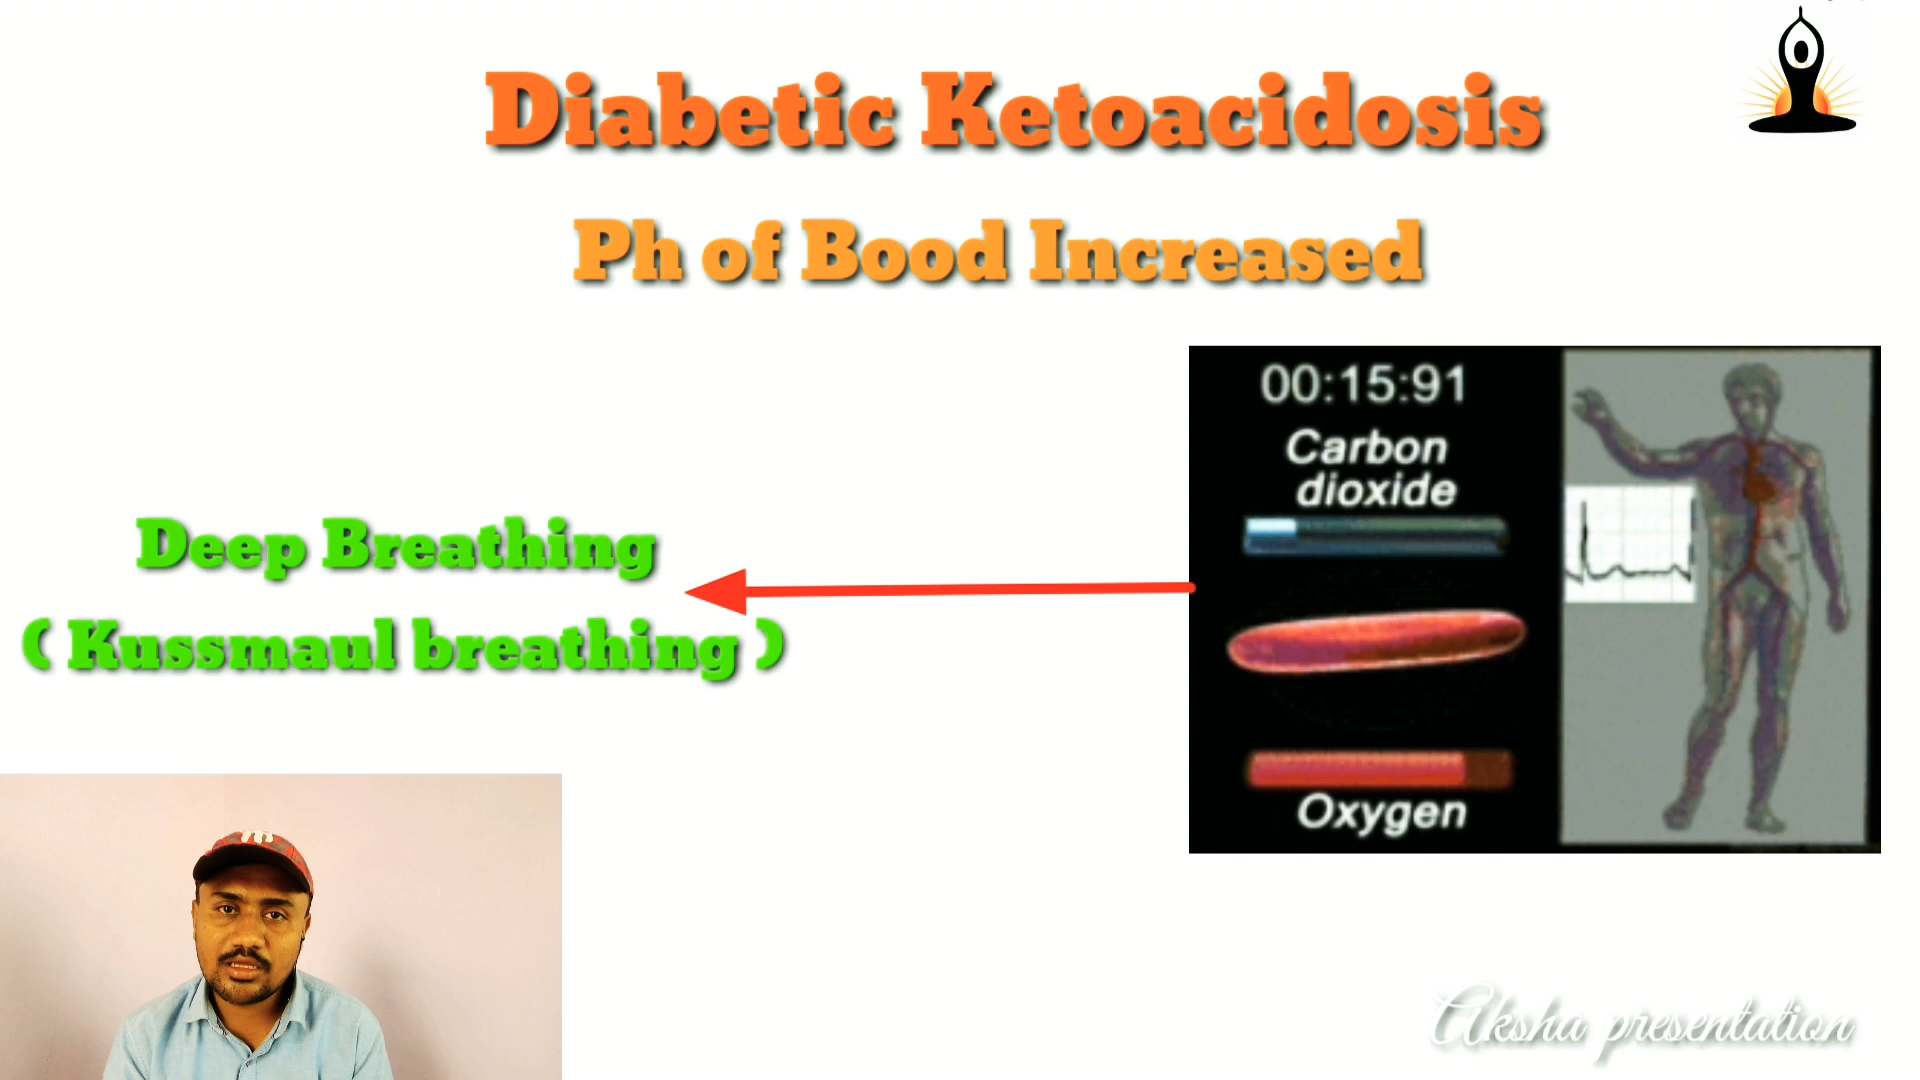 Diabetic Ketoacidosis
Ph of Bood Increased
00:15:91
Carbon
dioxide
Deep Breathing
( Kussmaul breathing )
Oxygen
Aksha presentation